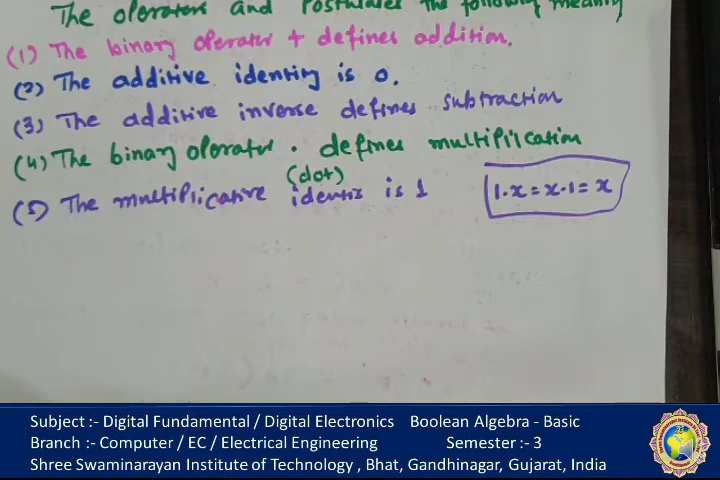 The operators and Postulates the following meaning
(1) The binary operator + defines addition.
(2) The additive identity is 0.
(3) The additive inverse defines subtraction
(4) The binary operator . defines multiplication
(dot)
(5) The multiplicative identity is 1
1·x = x·1 = x
Subject :- Digital Fundamental / Digital Electronics Boolean Algebra - Basic
Branch :- Computer / EC / Electrical Engineering Semester :- 3
Shree Swaminarayan Institute of Technology , Bhat, Gandhinagar, Gujarat, India